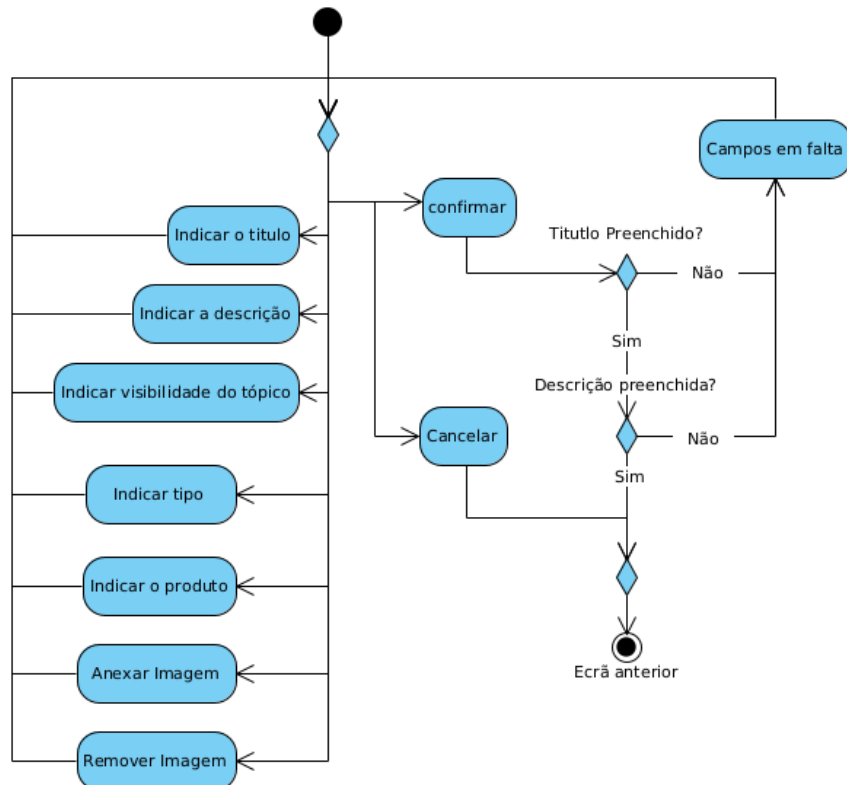 Campos em falta
confirmar
Indicar o titulo
Titutlo Preenchido?
Não
Indicar a descrição
Sim
Indicar visibilidade do tópico
Descrição preenchida?
Cancelar
Não
Sim
Indicar tipo
Indicar o produto
Anexar Imagem
Ecrã anterior
Remover Imagem